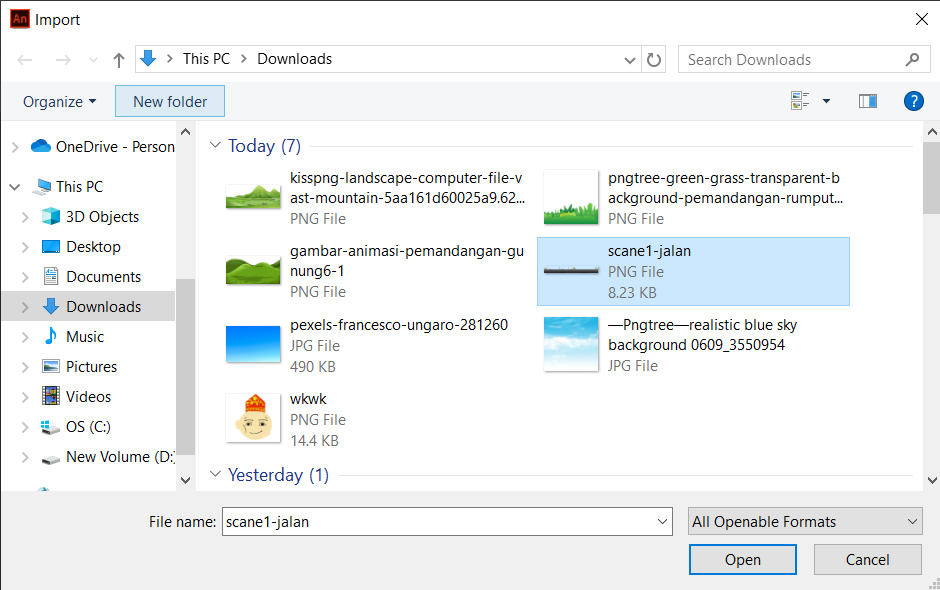 An Import
This PC Downloads
Search Downloads
Organize
New folder
?
OneDrive - Person
This PC
3D Objects
Desktop
Documents
Downloads
Music
Pictures
Videos
OS (C:)
New Volume (D:)
Today (7)
kisspng-landscape-computer-file-v
ast-mountain-5aa161d60025a9.62...
PNG File
pngtree-green-grass-transparent-b
ackground-pemandangan-rumput...
PNG File
gambar-animasi-pemandangan-gu
nung6-1
PNG File
scane1-jalan
PNG File
8.23 KB
pexels-francesco-ungaro-281260
JPG File
490 KB
—Pngtree—realistic blue sky
background 0609_3550954
JPG File
wkwk
PNG File
14.4 KB
Yesterday (1)
File name:
scane1-jalan
All Openable Formats
Open
Cancel